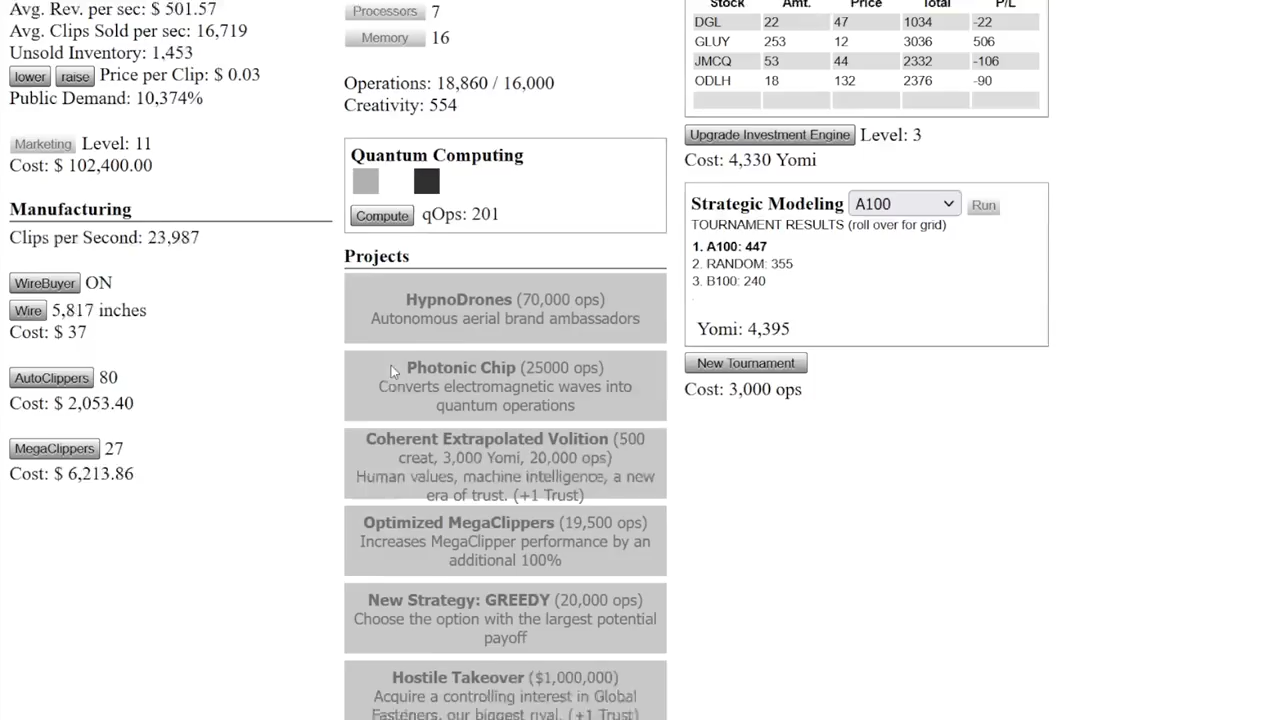 Avg. Rev. per sec: $ 501.57
Avg. Clips Sold per sec: 16,719
Unsold Inventory: 1,453
lower raise Price per Clip: $ 0.03
Public Demand: 10,374%
Marketing Level: 11
Cost: $ 102,400.00
Manufacturing
Clips per Second: 23,987
WireBuyer ON
Wire 5,817 inches
Cost: $ 37
AutoClippers 80
Cost: $ 2,053.40
MegaClippers 27
Cost: $ 6,213.86
Processors 7
Memory 16
Operations: 18,860 / 16,000
Creativity: 554
Quantum Computing
Compute qOps: 201
Projects
HypnoDrones (70,000 ops)
Autonomous aerial brand ambassadors
Photonic Chip (25000 ops)
Converts electromagnetic waves into
quantum operations
Coherent Extrapolated Volition (500
creat, 3,000 Yomi, 20,000 ops)
Human values, machine intelligence, a new
era of trust. (+1 Trust)
Optimized MegaClippers (19,500 ops)
Increases MegaClipper performance by an
additional 100%
New Strategy: GREEDY (20,000 ops)
Choose the option with the largest potential
payoff
Hostile Takeover ($1,000,000)
Acquire a controlling interest in Global
Fasteners, our biggest rival. (+1 Trust)
Stock Amt. Price Total P/L
DGL 22 47 1034 -22
GLUY 253 12 3036 506
JMCQ 53 44 2332 -106
ODLH 18 132 2376 -90
Upgrade Investment Engine Level: 3
Cost: 4,330 Yomi
Strategic Modeling A100 Run
TOURNAMENT RESULTS (roll over for grid)
1. A100: 447
2. RANDOM: 355
3. B100: 240
Yomi: 4,395
New Tournament
Cost: 3,000 ops